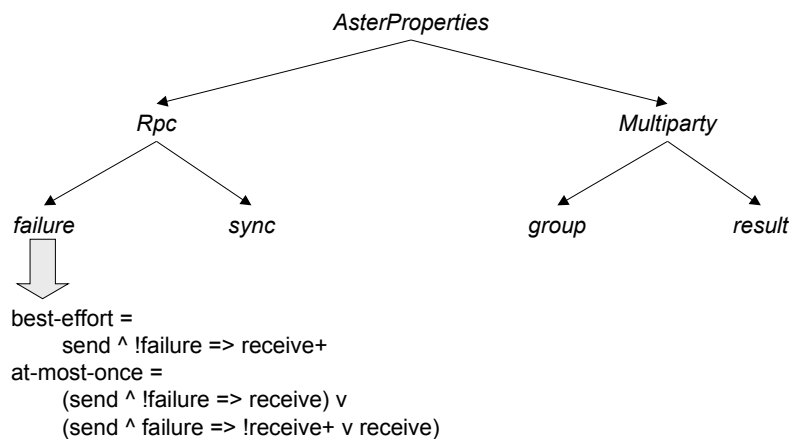 AsterProperties
Rpc Multiparty
failure sync group result
best-effort =
send ^ !failure => receive+
at-most-once =
(send ^ !failure => receive) v
(send ^ failure => !receive+ v receive)